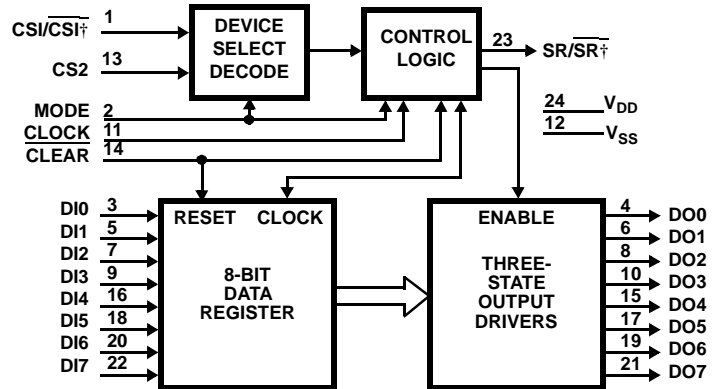 CSI/CSI† 1
CS2 13
MODE 2
CLOCK 11
CLEAR 14
DEVICE
SELECT
DECODE
CONTROL
LOGIC
23 SR/SR†
24 VDD
12 VSS
DI0 3
DI1 5
DI2 7
DI3 9
DI4 16
DI5 18
DI6 20
DI7 22
RESET CLOCK
8-BIT
DATA
REGISTER
ENABLE
THREE-
STATE
OUTPUT
DRIVERS
4 DO0
6 DO1
8 DO2
10 DO3
15 DO4
17 DO5
19 DO6
21 DO7